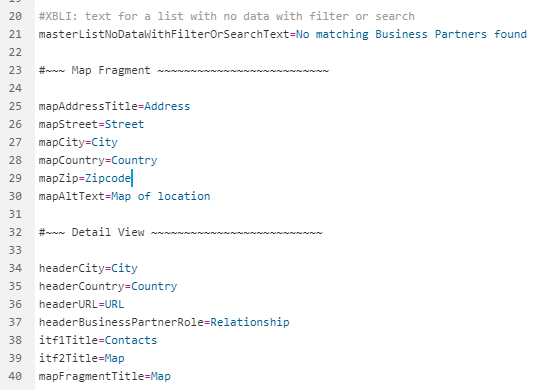 19
20 #XBLI: text for a list with no data with filter or search
21 masterListNoDataWithFilterOrSearchText=No matching Business Partners found
22
23 #~~~ Map Fragment ~~~~~~~~~~~~~~~~~~~~~~~~~~
24
25 mapAddressTitle=Address
26 mapStreet=Street
27 mapCity=City
28 mapCountry=Country
29 mapZip=Zipcode
30 mapAltText=Map of location
31
32 #~~~ Detail View ~~~~~~~~~~~~~~~~~~~~~~~~~~
33
34 headerCity=City
35 headerCountry=Country
36 headerURL=URL
37 headerBusinessPartnerRole=Relationship
38 itf1Title=Contacts
39 itf2Title=Map
40 mapFragmentTitle=Map